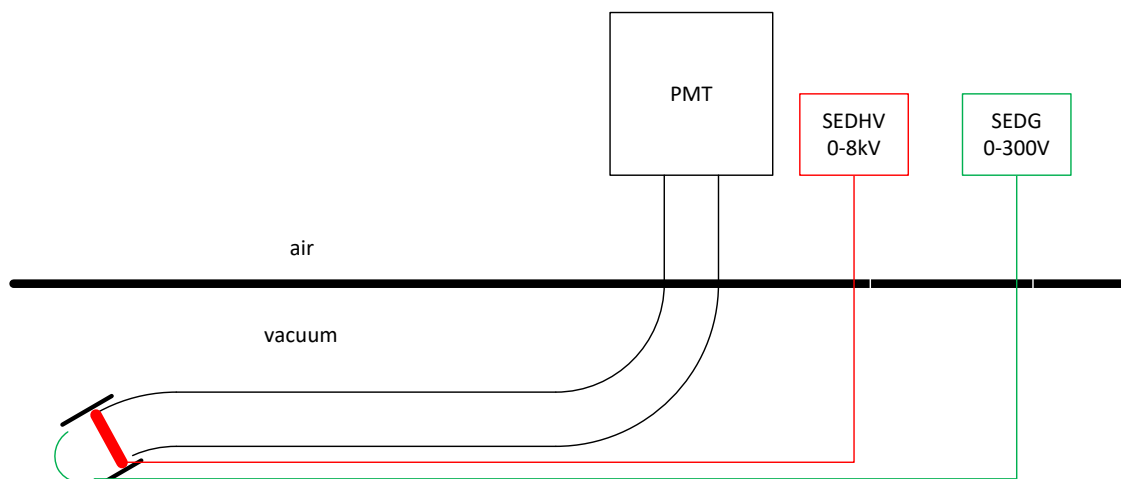 PMT
SEDHV
0-8kV
SEDG
0-300V
air
vacuum